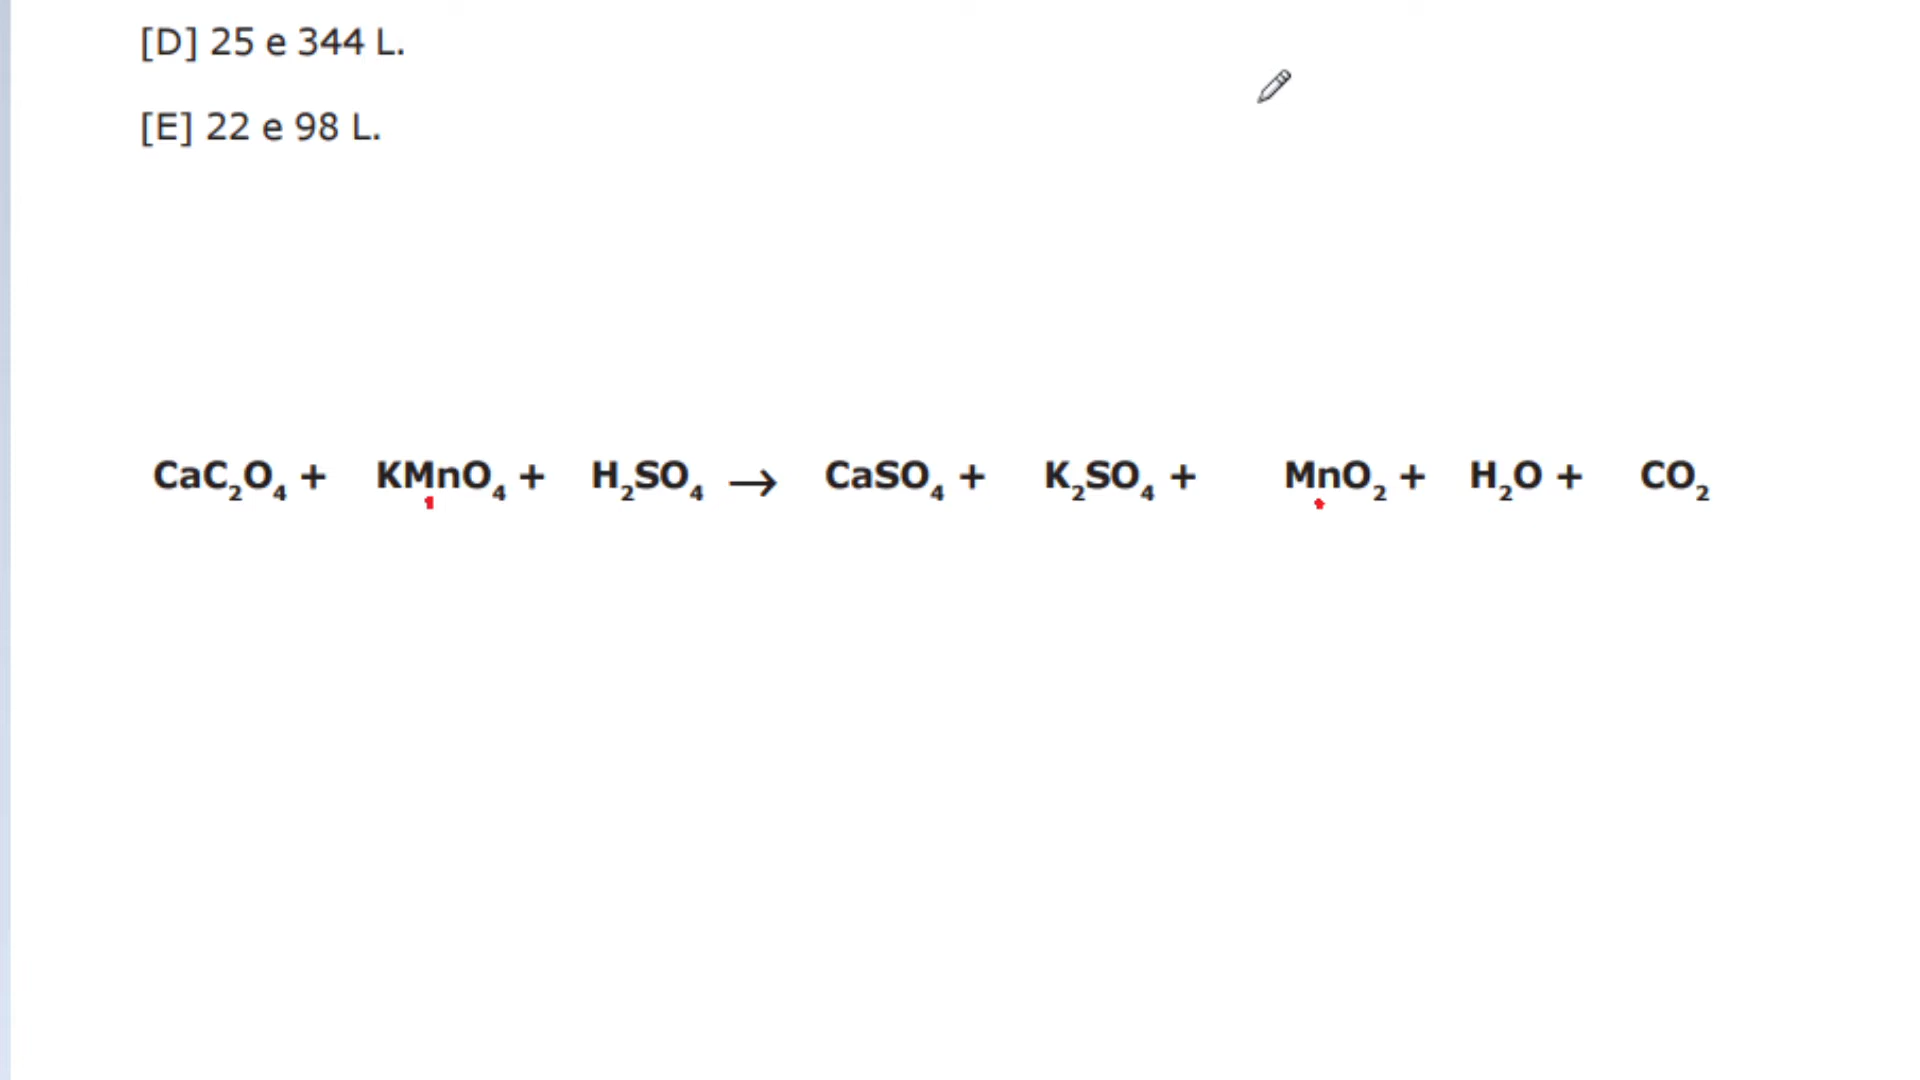 [D] 25 e 344 L.
[E] 22 e 98 L.
CaC₂O₄ + KMnO₄ + H₂SO₄ → CaSO₄ + K₂SO₄ + MnO₂ + H₂O + CO₂